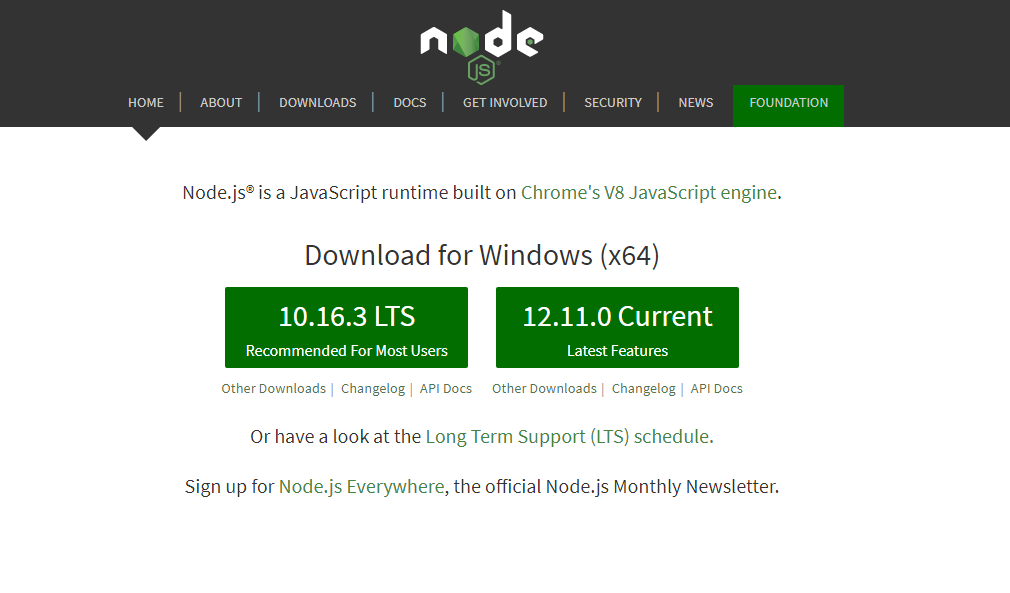 node
JS
HOME | ABOUT | DOWNLOADS | DOCS | GET INVOLVED | SECURITY | NEWS FOUNDATION
Node.js® is a JavaScript runtime built on Chrome's V8 JavaScript engine.
Download for Windows (x64)
10.16.3 LTS 12.11.0 Current
Recommended For Most Users Latest Features
Other Downloads | Changelog | API Docs Other Downloads | Changelog | API Docs
Or have a look at the Long Term Support (LTS) schedule.
Sign up for Node.js Everywhere, the official Node.js Monthly Newsletter.